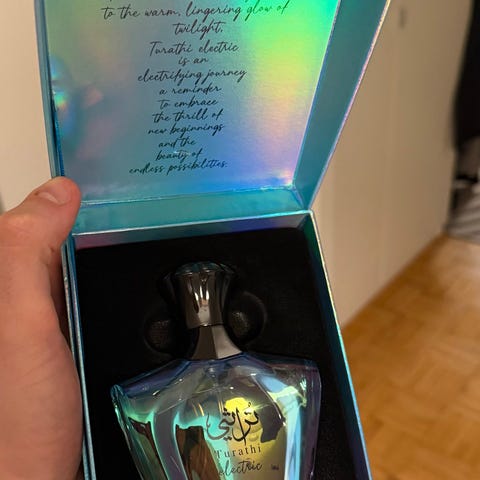 to the warm, lingering glow of
twilight,
Turathi electric
is an
electrifying journey
a reminder
to embrace
the thrill of
new beginnings
and the
beauty of
endless possibilities.
تُراثي
Turathi
electric